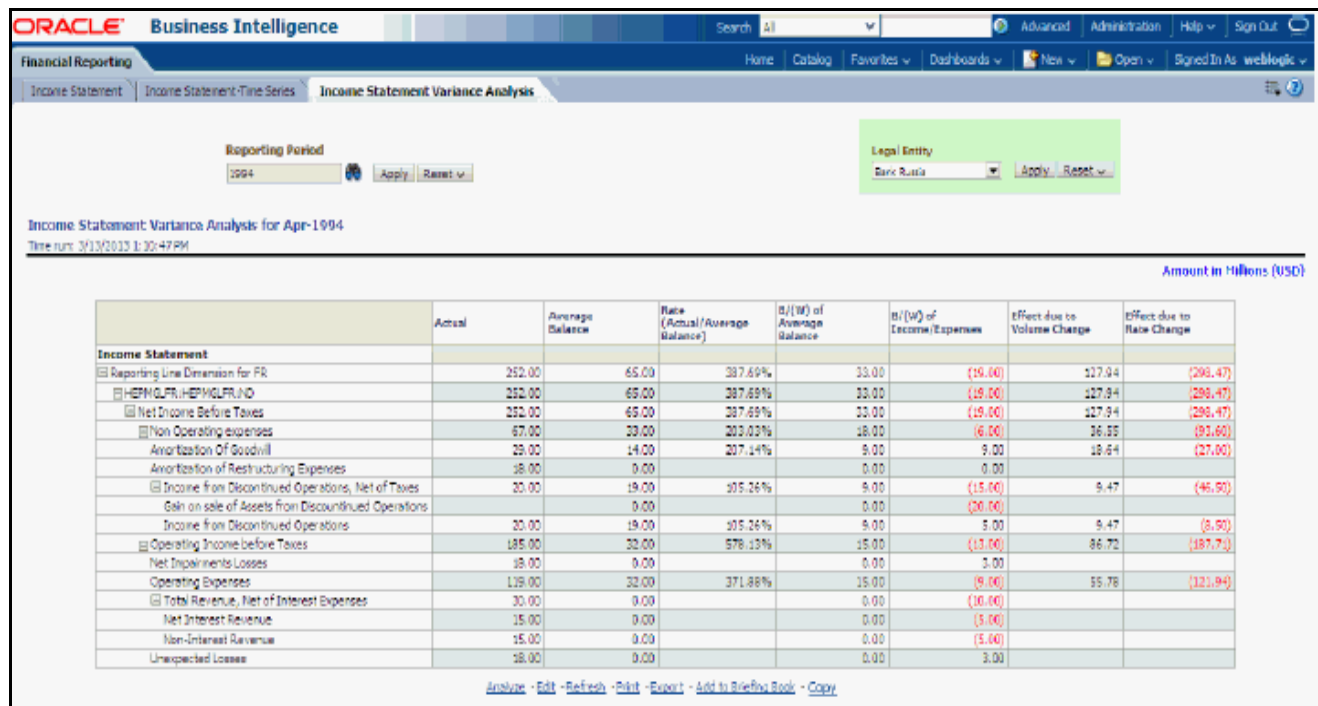 ORACLE Business Intelligence
Search All Advanced Administration Help Sign Out
Financial Reporting
Home Catalog Favorites Dashboards New Open Signed In As weblogic
Income Statement Income Statement-Time Series Income Statement Variance Analysis
Reporting Period
1994 Apply Reset
Legal Entity
Bank Russia Apply Reset
Income Statement Variance Analysis for Apr-1994
Time run: 3/13/2013 1:10:47 PM
Amount in Millions (USD)
Actual
Average Balance
Rate (Actual/Average Balance)
B/(W) of Average Balance
B/(W) of Income/Expenses
Effect due to Volume Change
Effect due to Rate Change
Income Statement
Reporting Line Dimension for FR 252.00 65.00 387.69% 33.00 (19.00) 127.94 (298.47)
252.00 65.00 387.69% 33.00 (19.00) 127.94 (298.47)
Net Income Before Taxes 252.00 65.00 387.69% 33.00 (19.00) 127.94 (298.47)
Non Operating expenses 67.00 33.00 203.03% 18.00 (6.00) 36.55 (93.60)
Amortization Of Goodwill 29.00 14.00 207.14% 9.00 9.00 18.64 (27.00)
Amortization of Restructuring Expenses 18.00 0.00 0.00 0.00
Income from Discontinued Operations, Net of Taxes 20.00 19.00 105.26% 9.00 (15.00) 9.47 (46.50)
Gain on sale of Assets from Discountinued Operations 0.00 0.00 (20.00)
Income from Discontinued Operations 20.00 19.00 105.26% 9.00 5.00 9.47 (8.50)
Operating Income before Taxes 185.00 32.00 578.13% 15.00 (13.00) 86.72 (187.71)
Net Impairments Losses 18.00 0.00 0.00 3.00
Operating Expenses 119.00 32.00 371.88% 15.00 (9.00) 55.78 (121.94)
Total Revenue, Net of Interest Expenses 30.00 0.00 0.00 (10.00)
Net Interest Revenue 15.00 0.00 0.00 (5.00)
Non-Interest Revenue 15.00 0.00 0.00 (5.00)
Unexpected Losses 18.00 0.00 0.00 3.00
Analyze - Edit - Refresh - Print - Export - Add to Briefing Book - Copy